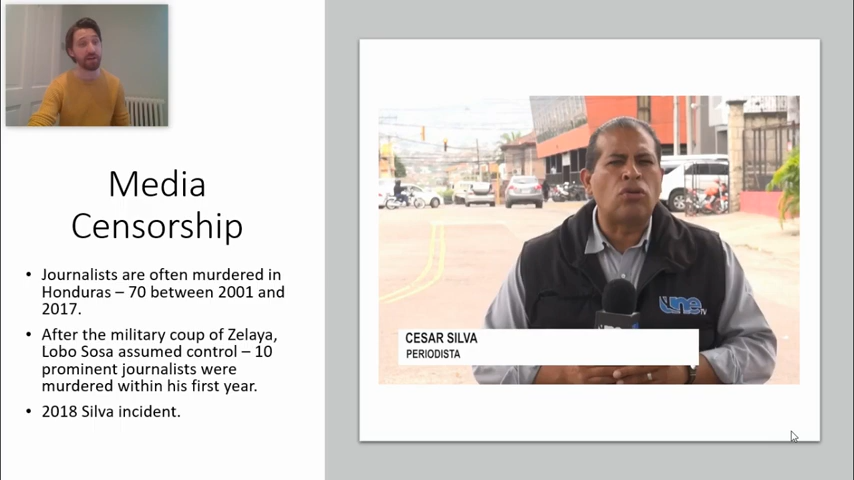 Media
Censorship
• Journalists are often murdered in
Honduras – 70 between 2001 and
2017.
• After the military coup of Zelaya,
Lobo Sosa assumed control – 10
prominent journalists were
murdered within his first year.
• 2018 Silva incident.
une TV
une
CESAR SILVA
PERIODISTA